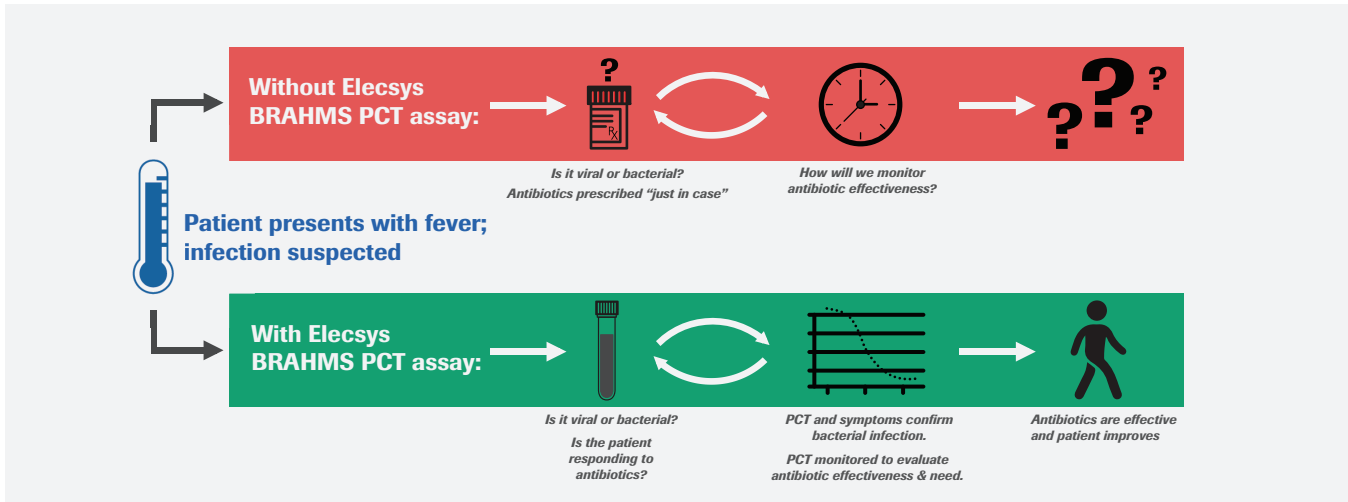 Without Elecsys
BRAHMS PCT assay:
?
RX
? ? ? ?
Is it viral or bacterial?
Antibiotics prescribed “just in case”
How will we monitor
antibiotic effectiveness?
Patient presents with fever;
infection suspected
With Elecsys
BRAHMS PCT assay:
Is it viral or bacterial?
Is the patient
responding to
antibiotics?
PCT and symptoms confirm
bacterial infection.
PCT monitored to evaluate
antibiotic effectiveness & need.
Antibiotics are effective
and patient improves